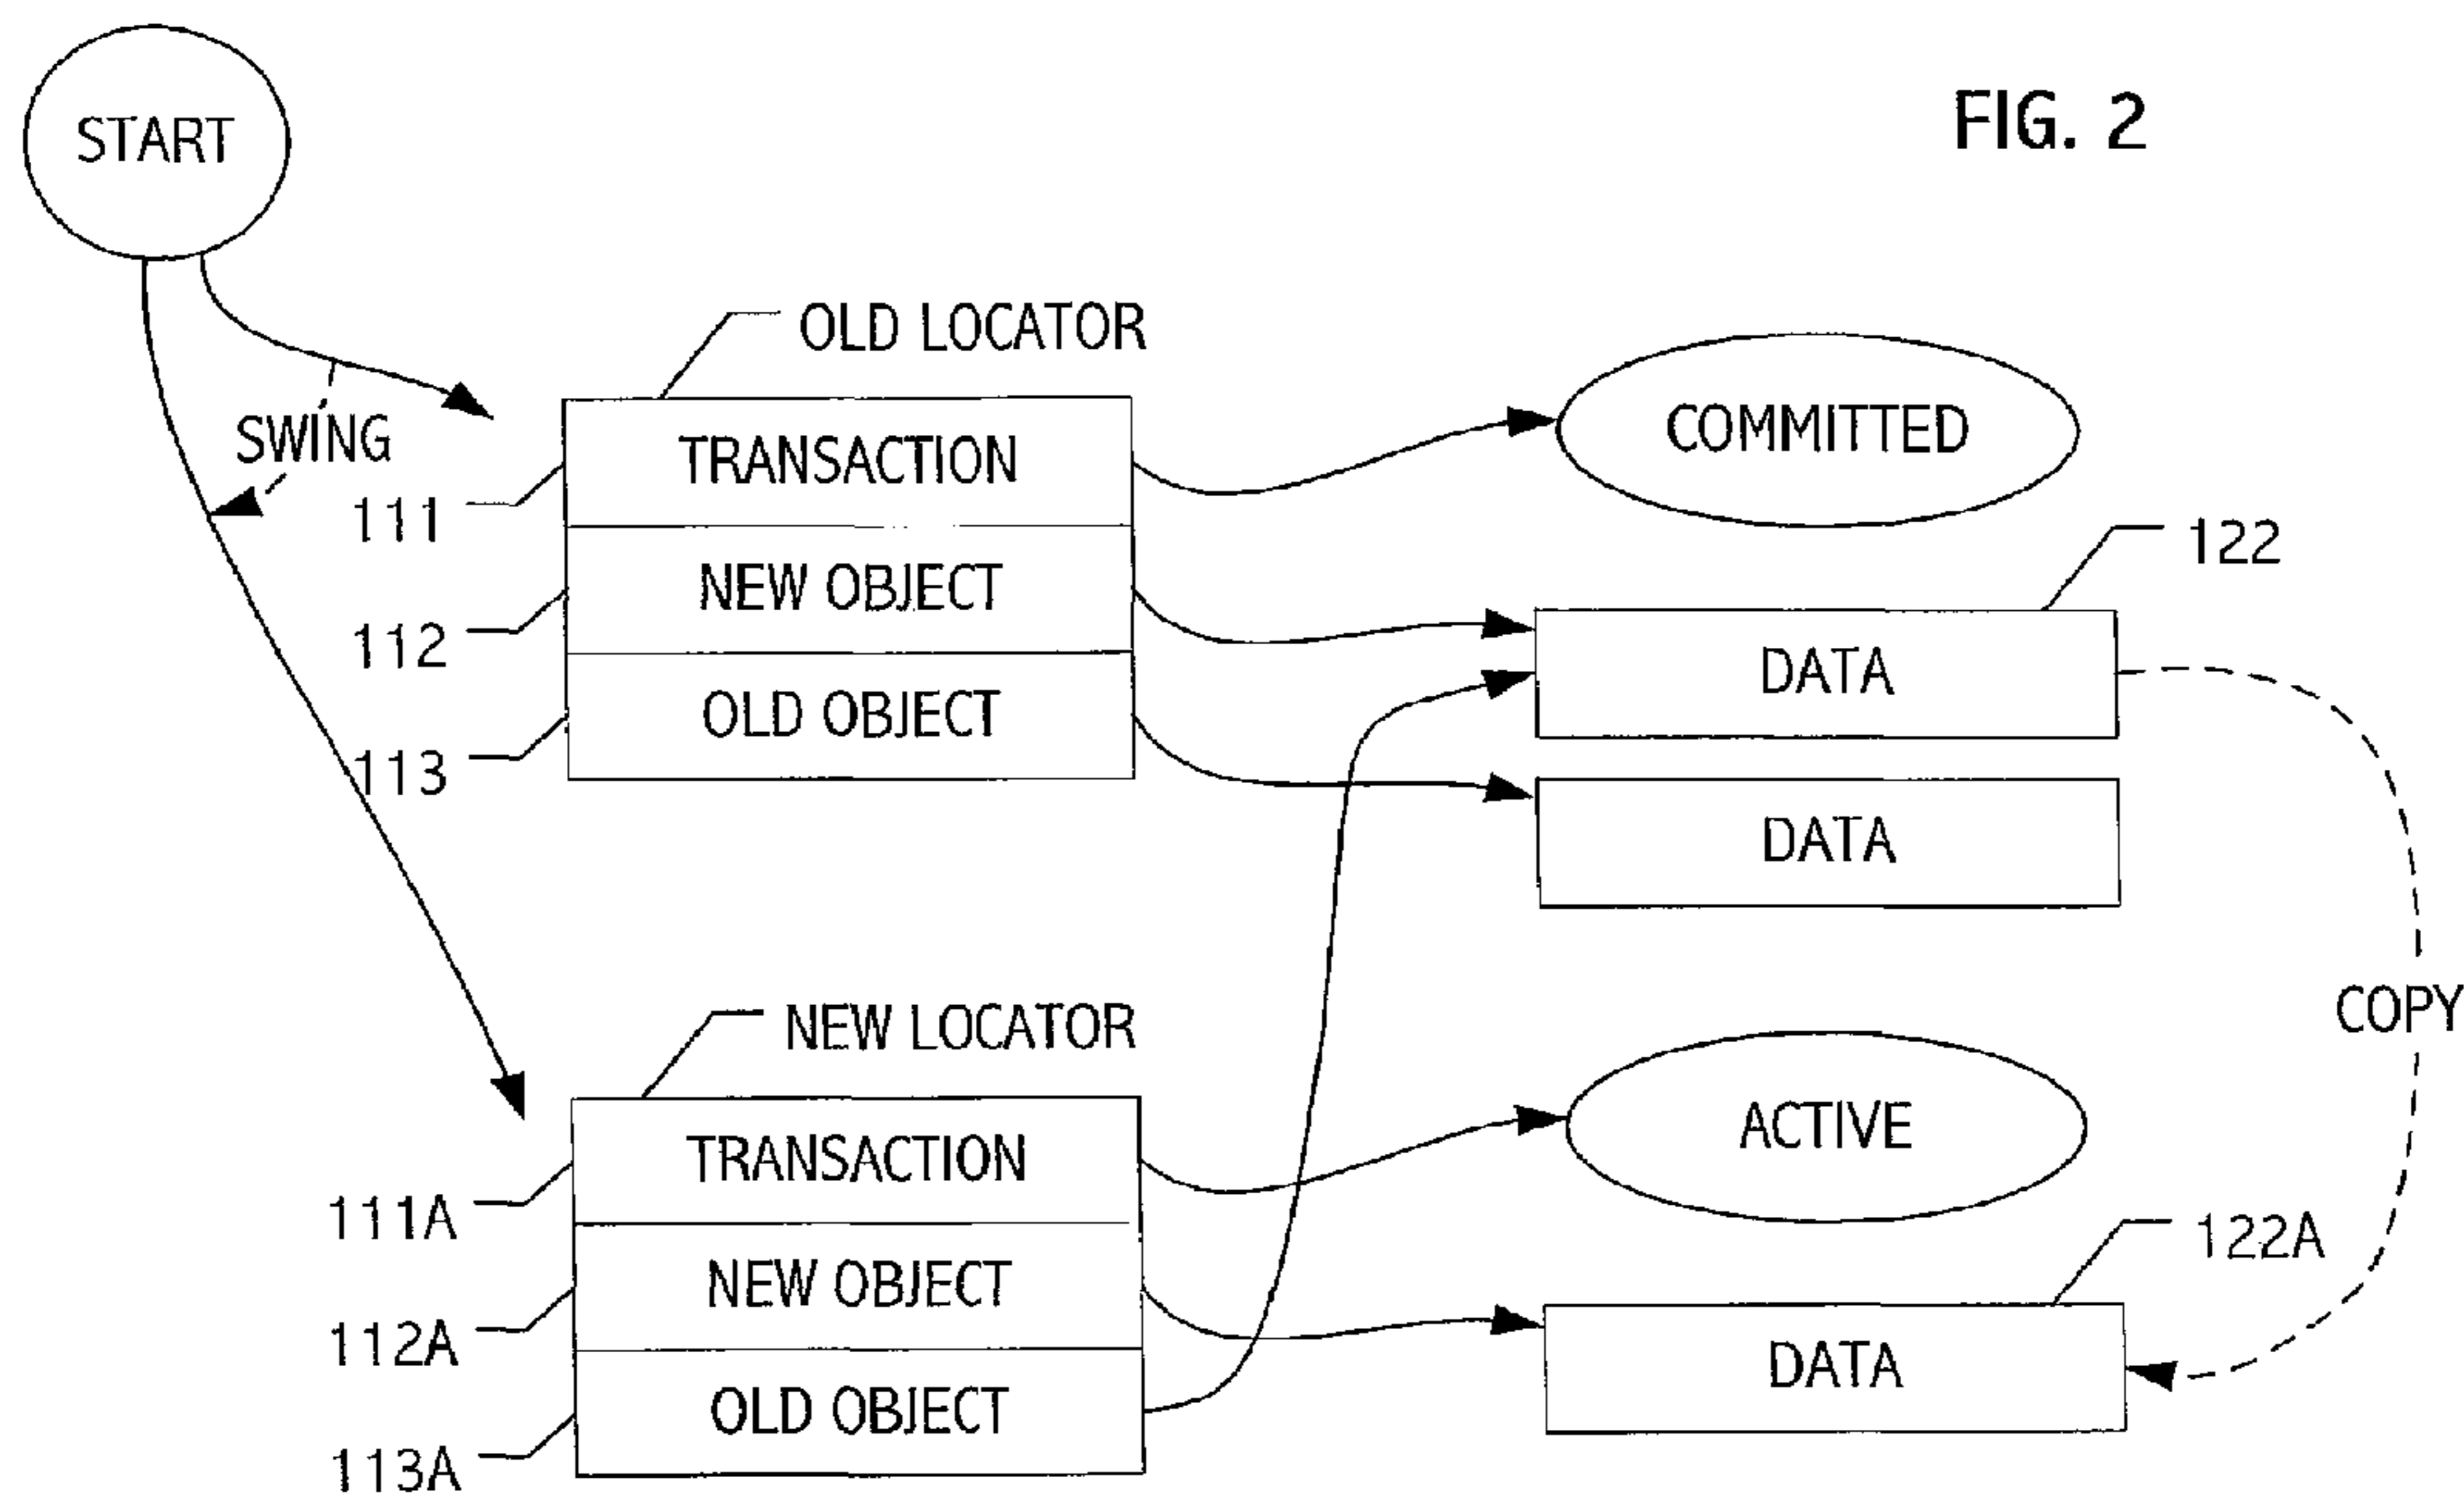 START
FIG. 2
OLD LOCATOR
SWING
TRANSACTION
COMMITTED
111
122
NEW OBJECT
112
DATA
OLD OBJECT
113
DATA
NEW LOCATOR
COPY
TRANSACTION
ACTIVE
111A
122A
NEW OBJECT
112A
DATA
OLD OBJECT
113A